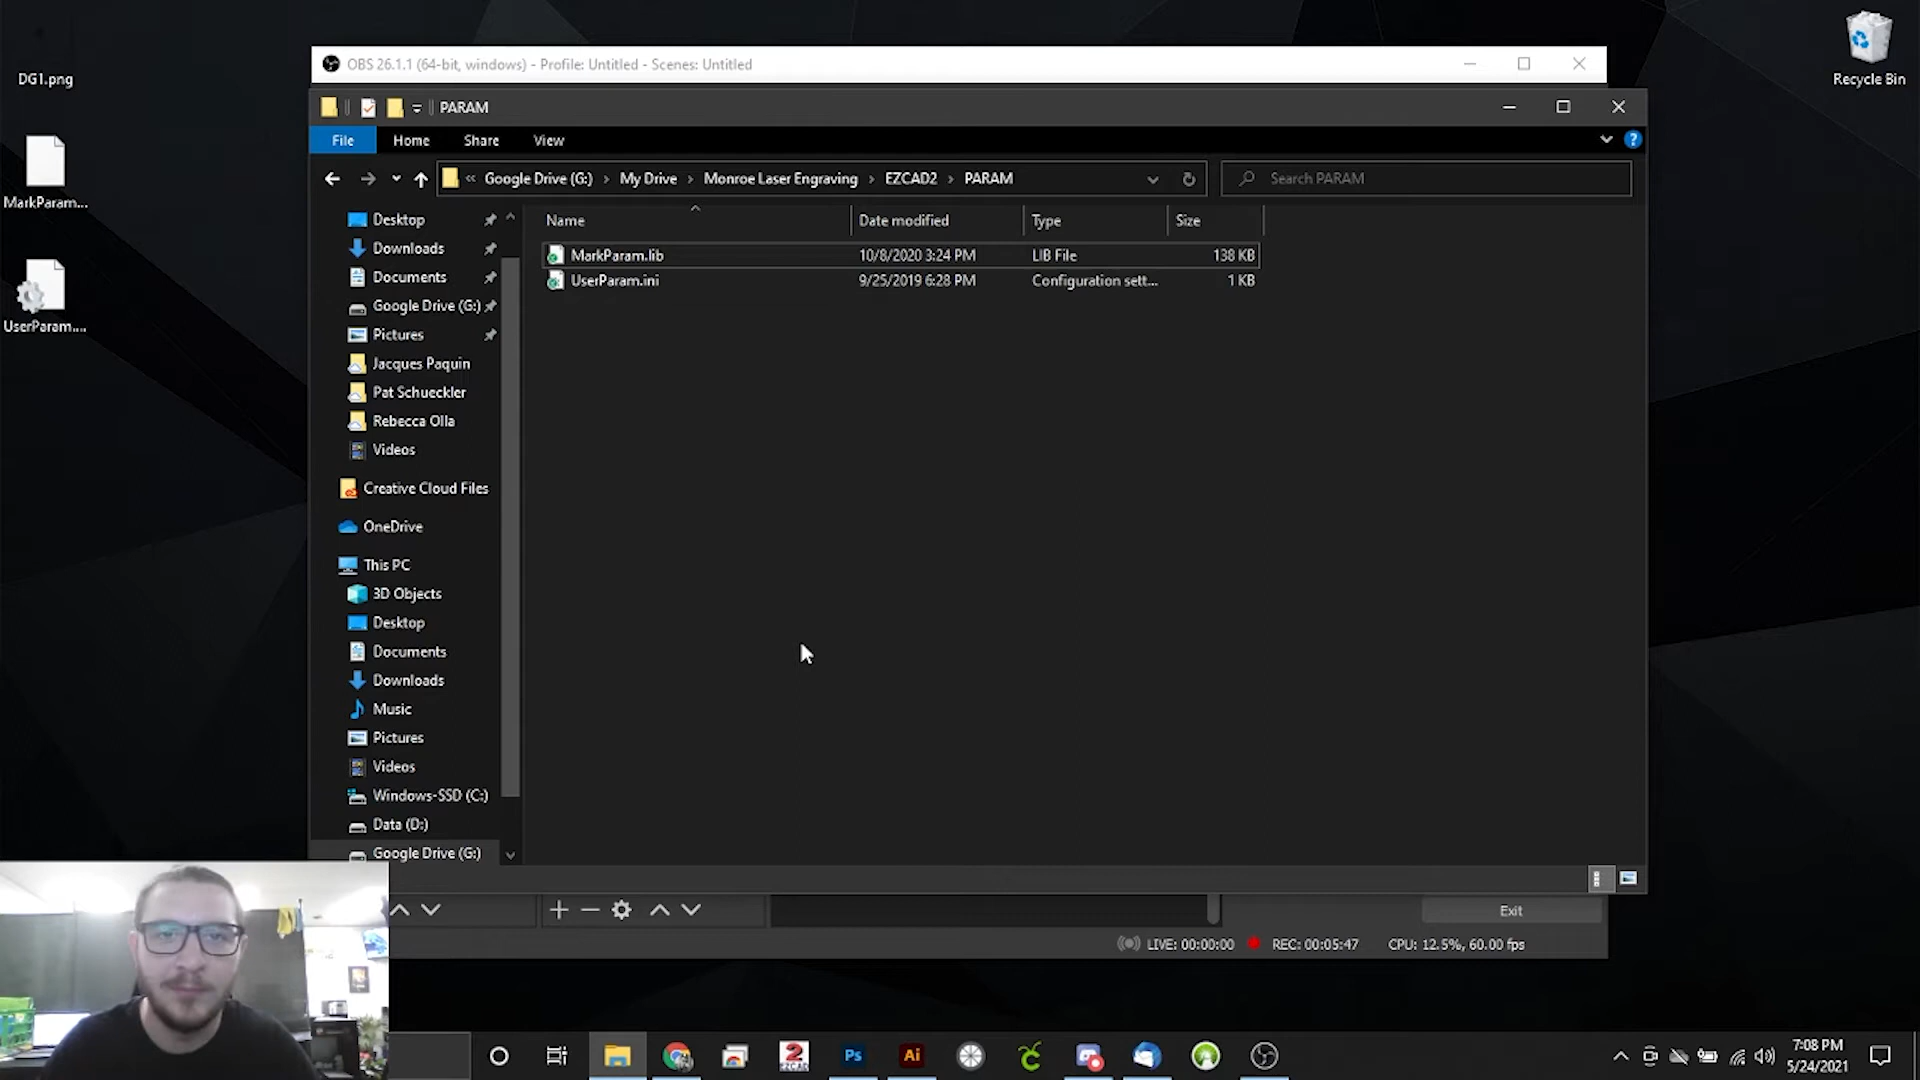 DG1.png
MarkParam...
UserParam....
Recycle Bin
OBS 26.1.1 (64-bit, windows) - Profile: Untitled - Scenes: Untitled
PARAM
File Home Share View
« Google Drive (G:) › My Drive › Monroe Laser Engraving › EZCAD2 › PARAM
Search PARAM
Name Date modified Type Size
MarkParam.lib 10/8/2020 3:24 PM LIB File 138 KB
UserParam.ini 9/25/2019 6:28 PM Configuration sett... 1 KB
Desktop
Downloads
Documents
Google Drive (G:)
Pictures
Jacques Paquin
Pat Schueckler
Rebecca Olla
Videos
Creative Cloud Files
OneDrive
This PC
3D Objects
Desktop
Documents
Downloads
Music
Pictures
Videos
Windows-SSD (C:)
Data (D:)
Google Drive (G:)
Exit
LIVE: 00:00:00 REC: 00:05:47 CPU: 12.5%, 60.00 fps
2
EZCAD
Ps
Ai
7:08 PM
5/24/2021